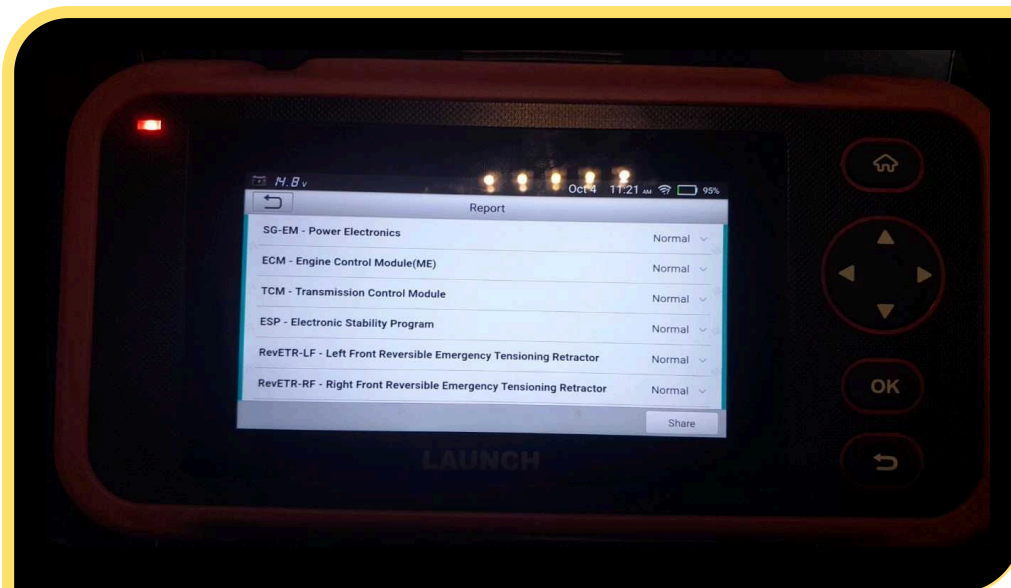 14.8 v Oct 4 11:21 AM 95%
Report
SG-EM - Power Electronics Normal
ECM - Engine Control Module(ME) Normal
TCM - Transmission Control Module Normal
ESP - Electronic Stability Program Normal
RevETR-LF - Left Front Reversible Emergency Tensioning Retractor Normal
RevETR-RF - Right Front Reversible Emergency Tensioning Retractor Normal
Share
LAUNCH
OK